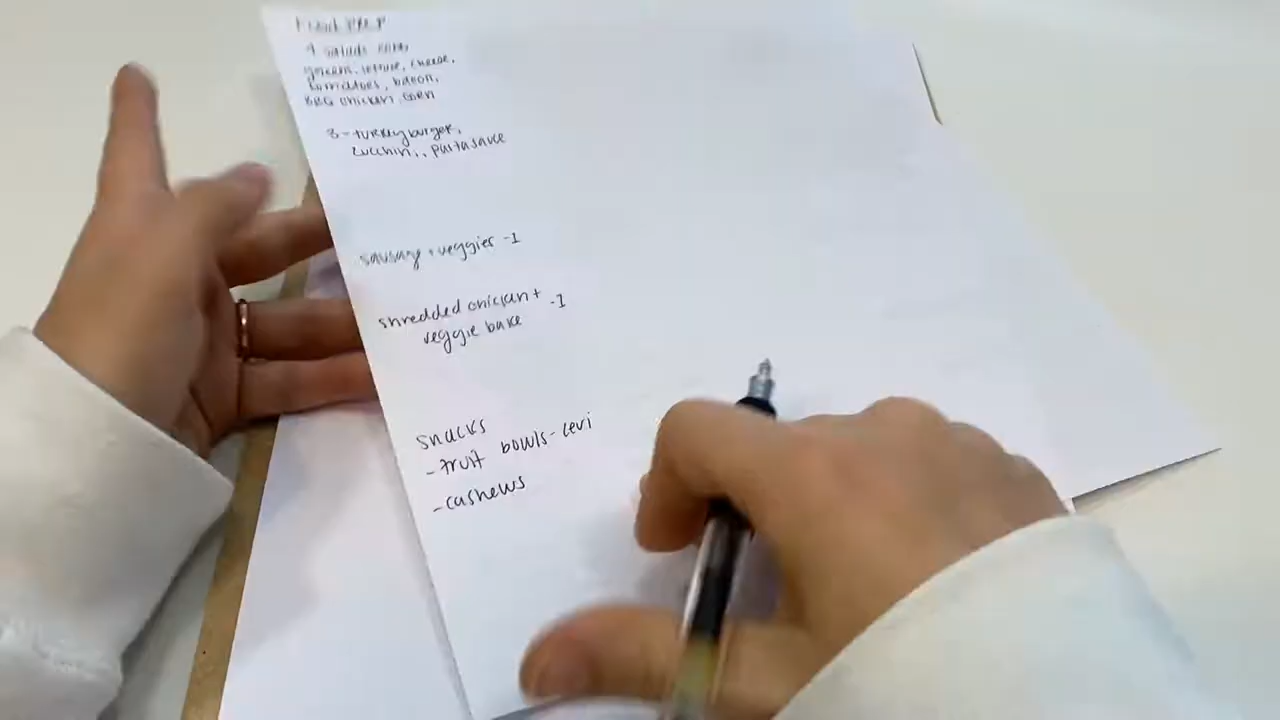 Food PREP
4 salads
greens, lettuce, cheese,
tomatoes, bacon,
BBQ chicken, corn
3-turkey burger,
zucchini, pasta sauce
sausage + veggies -1
shredded chicken + -1
veggie bake
snacks
-fruit bowls-
-cashews